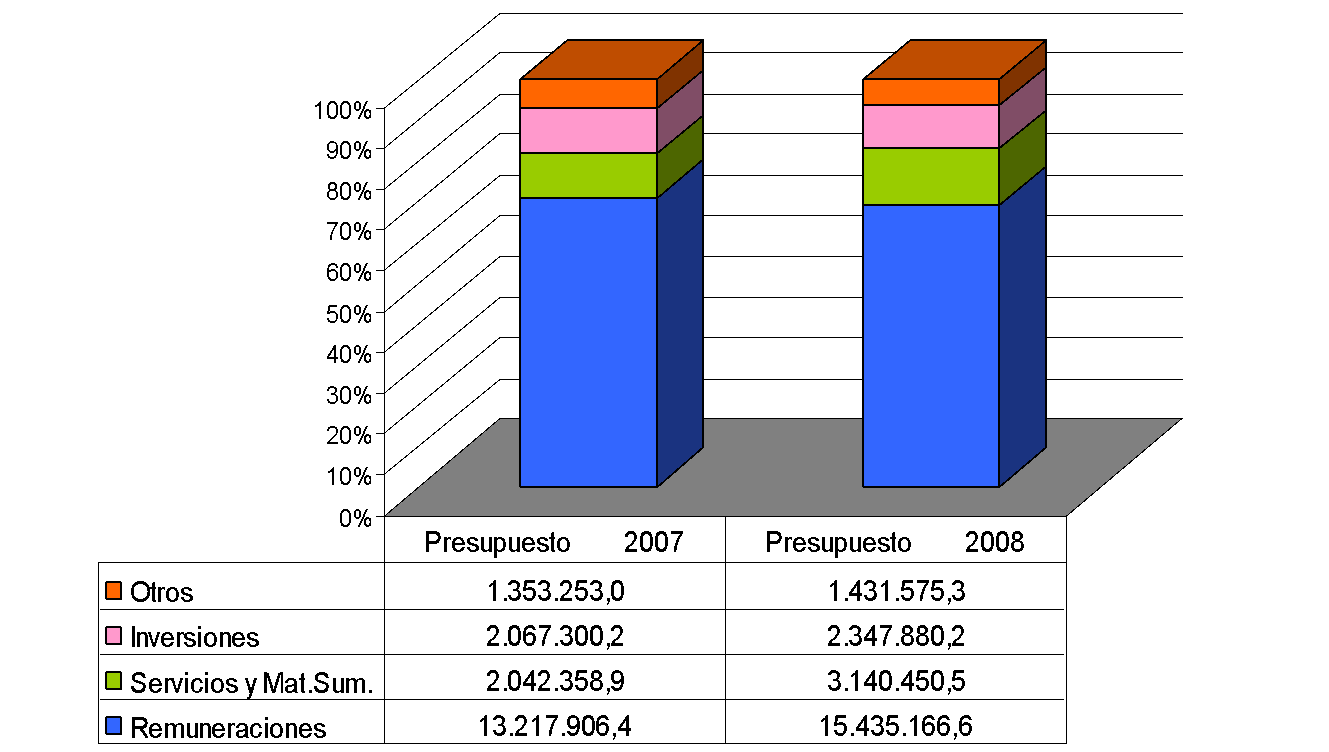 100%
90%
80%
70%
60%
50%
40%
30%
20%
10%
0%
Presupuesto 2007 Presupuesto 2008
Otros 1.353.253,0 1.431.575,3
Inversiones 2.067.300,2 2.347.880,2
Servicios y Mat.Sum. 2.042.358,9 3.140.450,5
Remuneraciones 13.217.906,4 15.435.166,6